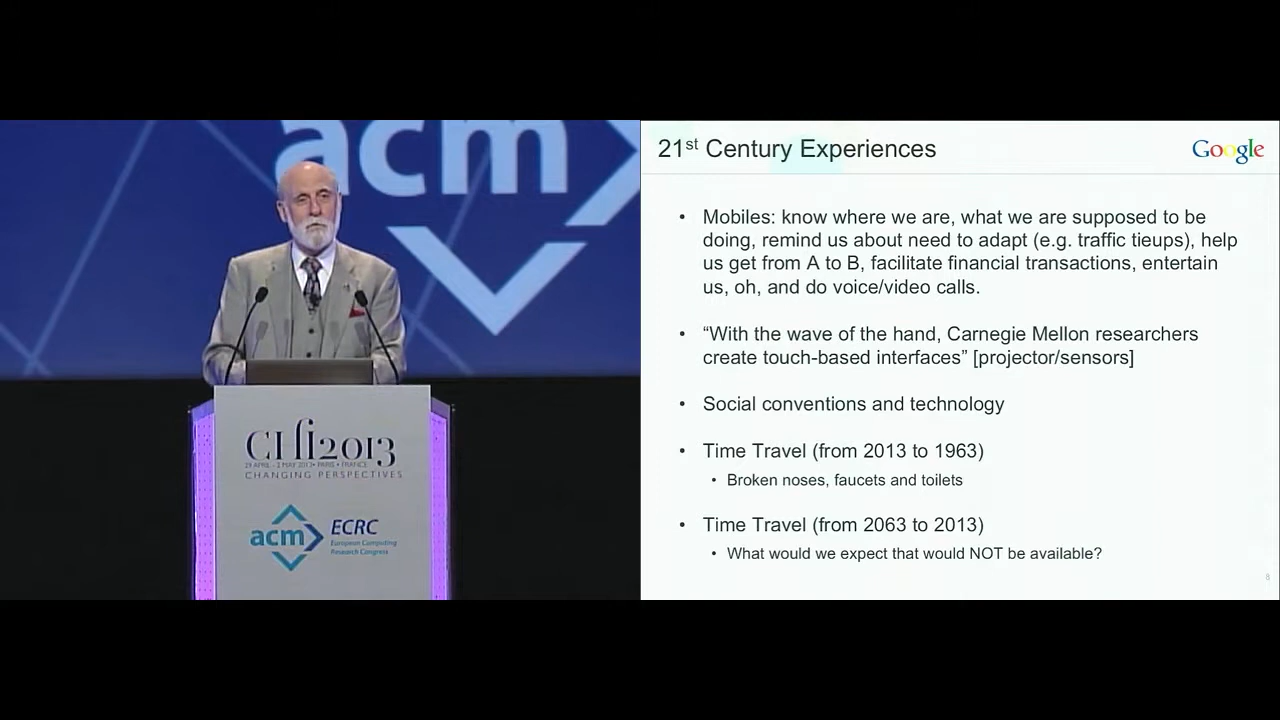 acm
CHI2013
29 APRIL - 2 MAY 2013 • PARIS • FRANCE
CHANGING PERSPECTIVES
acm
ECRC
European Computing
Research Congress
21st Century Experiences
Google
• Mobiles: know where we are, what we are supposed to be
doing, remind us about need to adapt (e.g. traffic tieups), help
us get from A to B, facilitate financial transactions, entertain
us, oh, and do voice/video calls.
• “With the wave of the hand, Carnegie Mellon researchers
create touch-based interfaces” [projector/sensors]
• Social conventions and technology
• Time Travel (from 2013 to 1963)
• Broken noses, faucets and toilets
• Time Travel (from 2063 to 2013)
• What would we expect that would NOT be available?
8